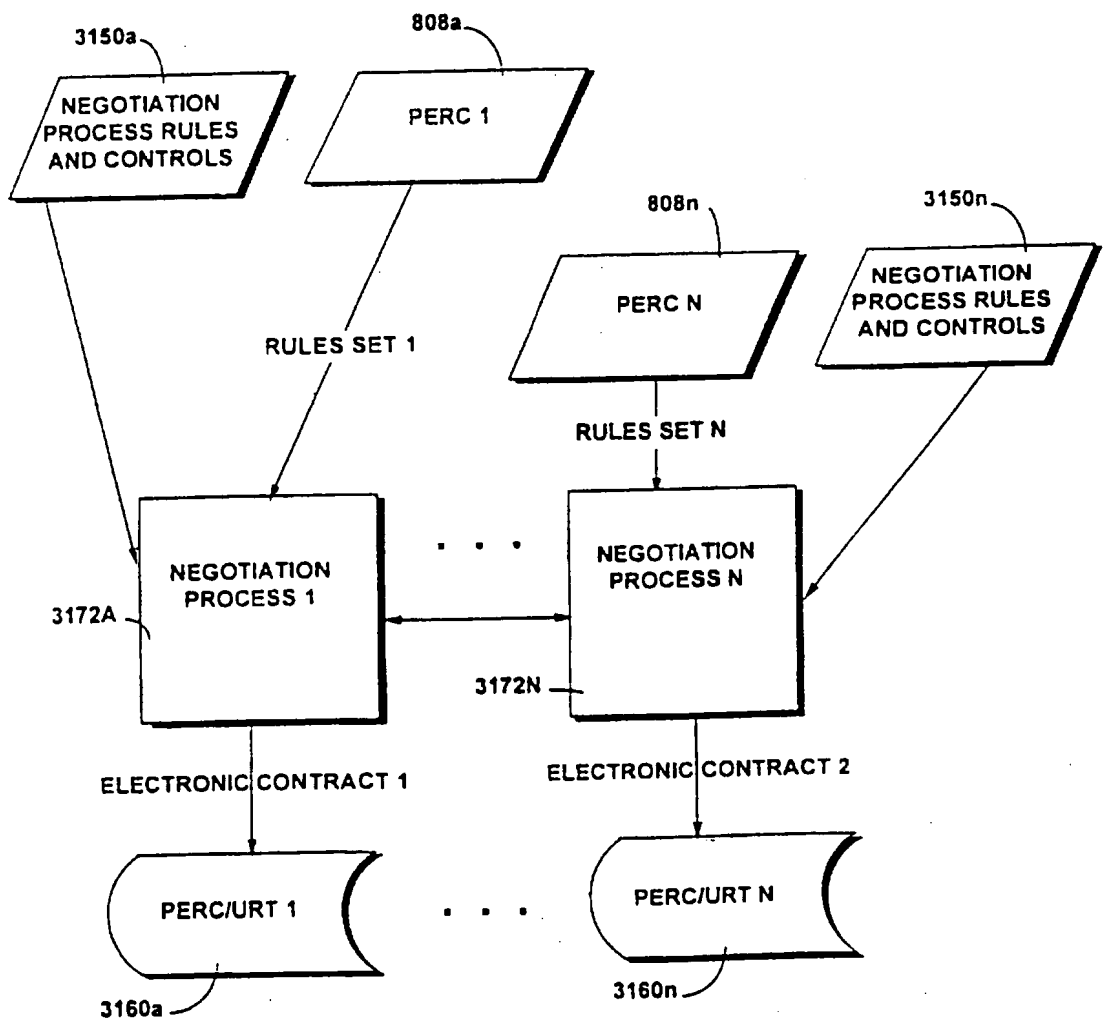 3150a
808a
NEGOTIATION
PROCESS RULES
AND CONTROLS
PERC 1
808n
3150n
PERC N
NEGOTIATION
PROCESS RULES
AND CONTROLS
RULES SET 1
RULES SET N
NEGOTIATION
PROCESS 1
. . .
NEGOTIATION
PROCESS N
3172A
3172N
ELECTRONIC CONTRACT 1
ELECTRONIC CONTRACT 2
PERC/URT 1
. . .
PERC/URT N
3160a
3160n